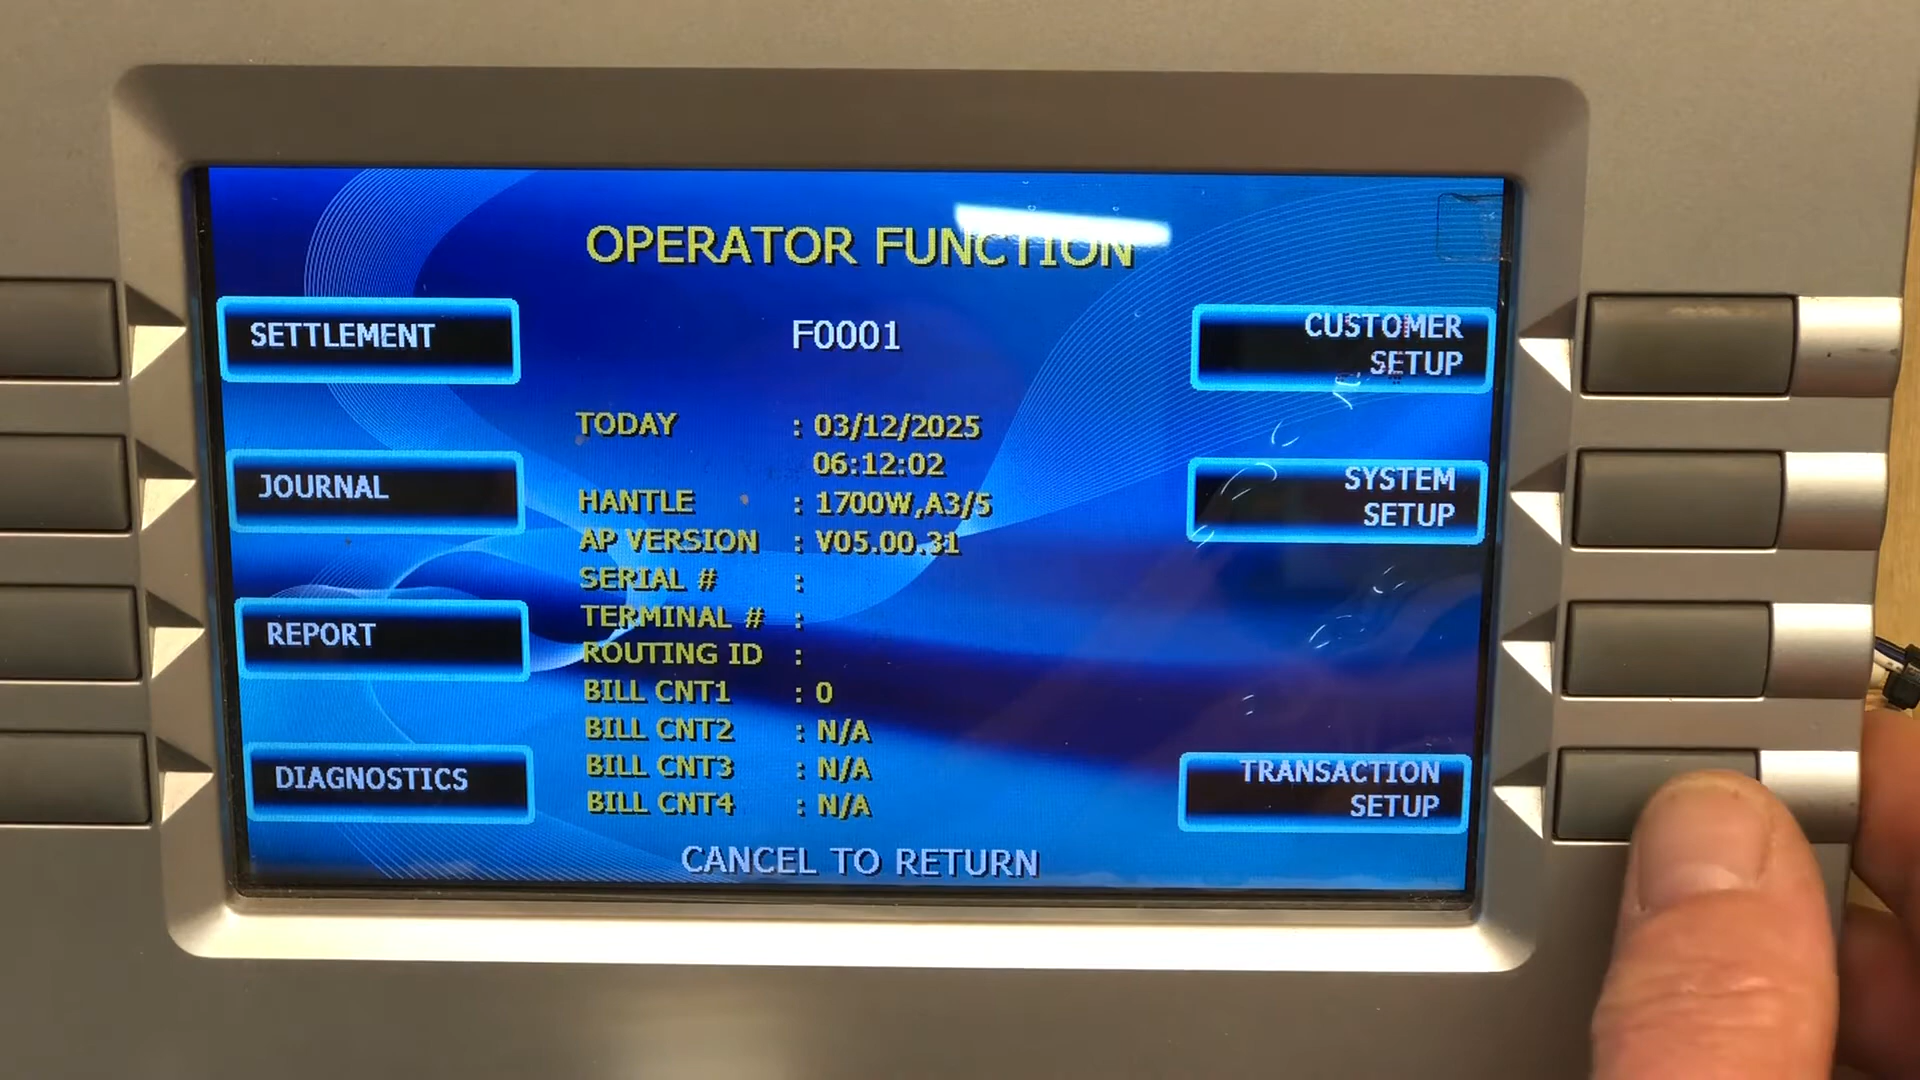 OPERATOR FUNCTION
F0001
SETTLEMENT
JOURNAL
REPORT
DIAGNOSTICS
TODAY : 03/12/2025
06:12:02
HANTLE : 1700W,A3/5
AP VERSION : V05.00.31
SERIAL # :
TERMINAL # :
ROUTING ID :
BILL CNT1 : 0
BILL CNT2 : N/A
BILL CNT3 : N/A
BILL CNT4 : N/A
CUSTOMER
SETUP
SYSTEM
SETUP
TRANSACTION
SETUP
CANCEL TO RETURN